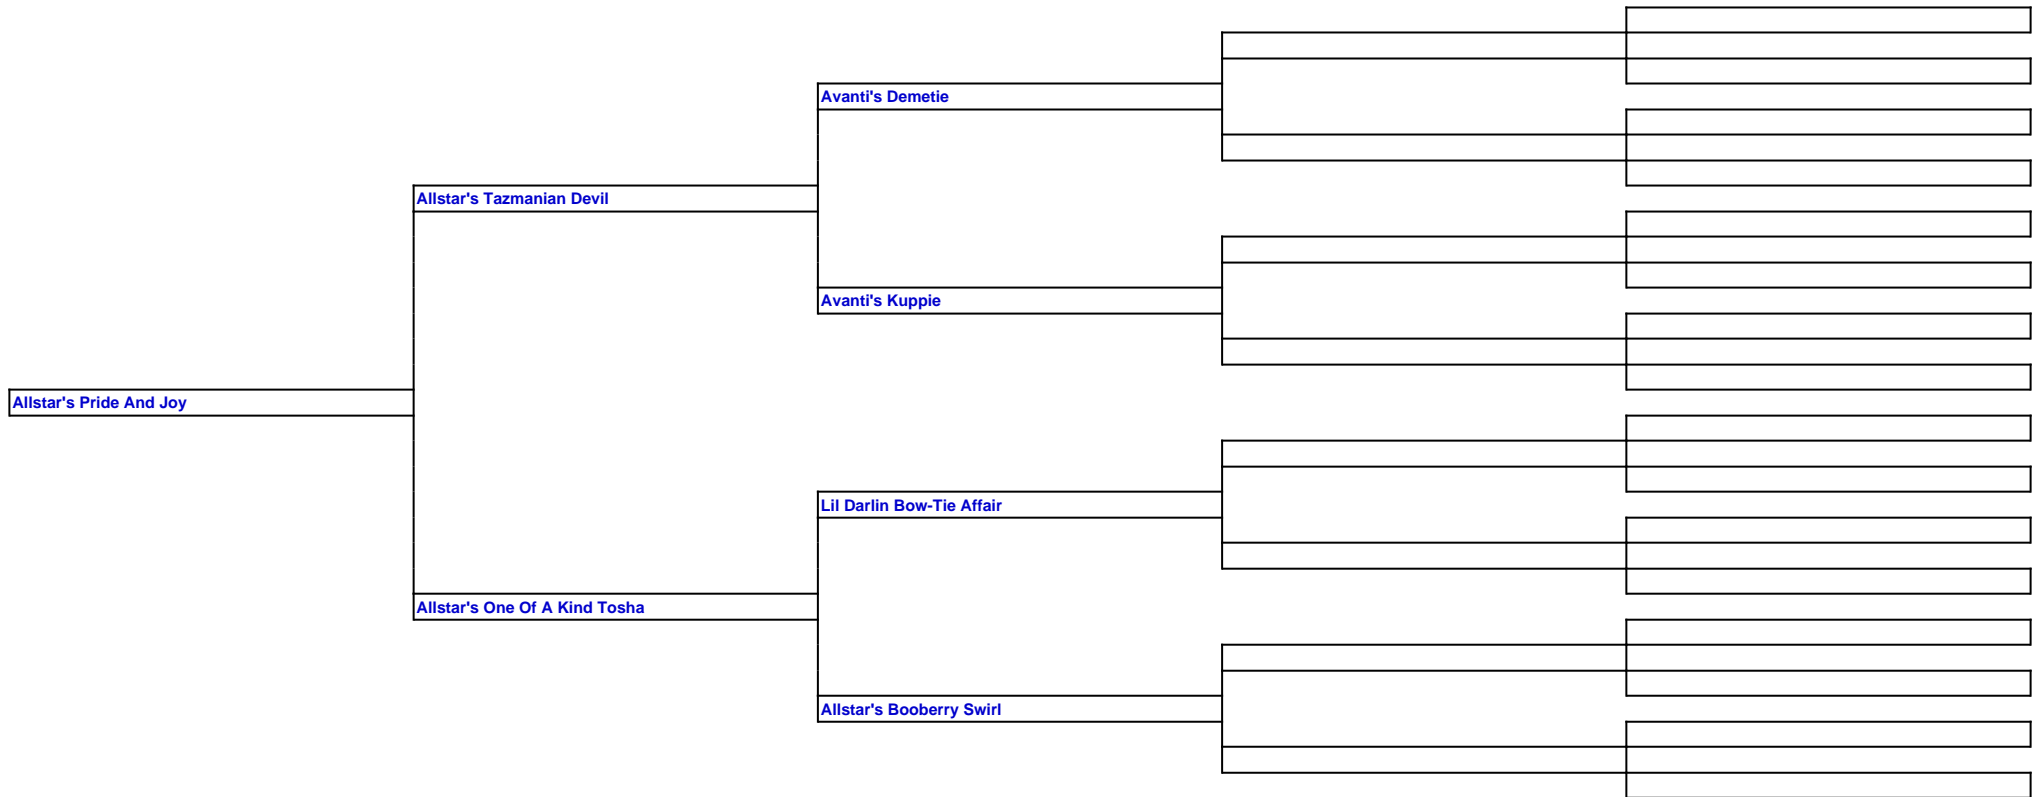 Avanti's Demetie
Allstar's Tazmanian Devil
Avanti's Kuppie
Allstar's Pride And Joy
Lil Darlin Bow-Tie Affair
Allstar's One Of A Kind Tosha
Allstar's Booberry Swirl